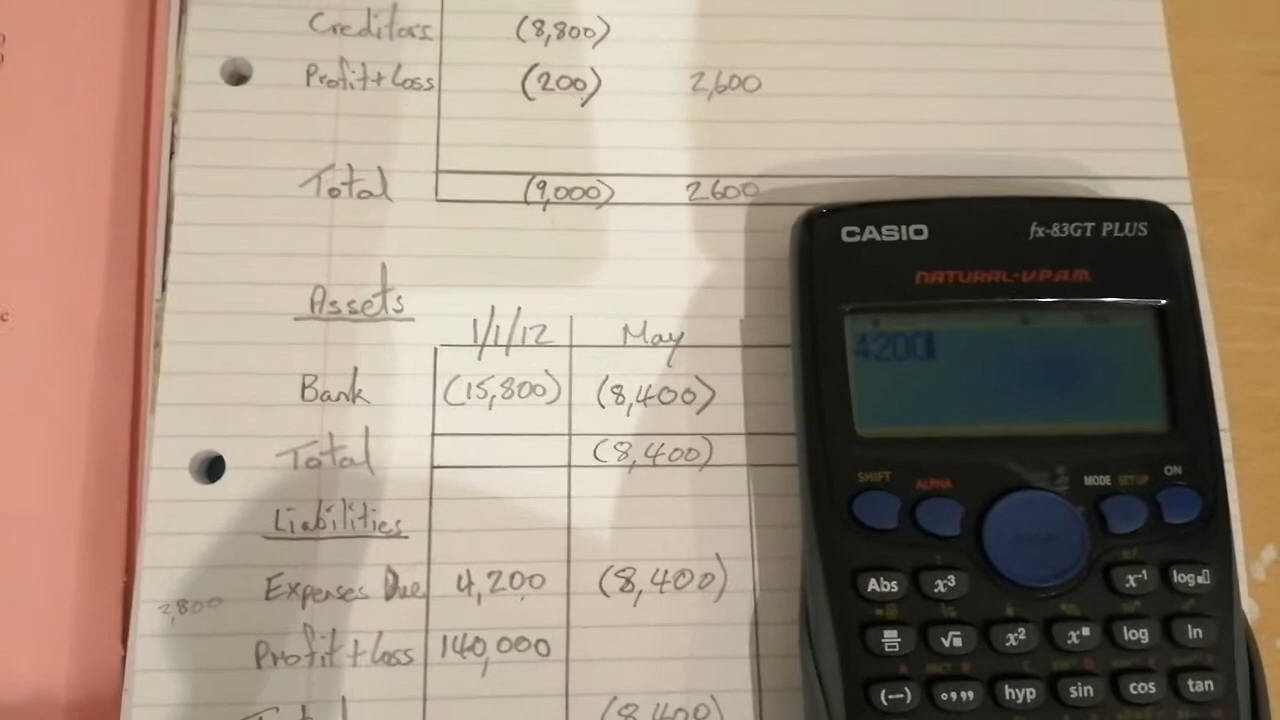 Creditors (8,800)
Profit + Loss (200) 2,600
Total (9,000) 2600
Assets
1/1/12 May
Bank (15,800) (8,400)
Total (8,400)
Liabilities
Expenses Due 4,200 (8,400)
2,800
Profit + Loss 140,000
Total (8,400)
CASIO fx-83GT PLUS
NATURAL-V.P.A.M.
4200
SHIFT ALPHA MODE SETUP ON
Abs x³ x⁻¹ log▯
√▯ x² x▯ log ln
(−) hyp sin cos tan